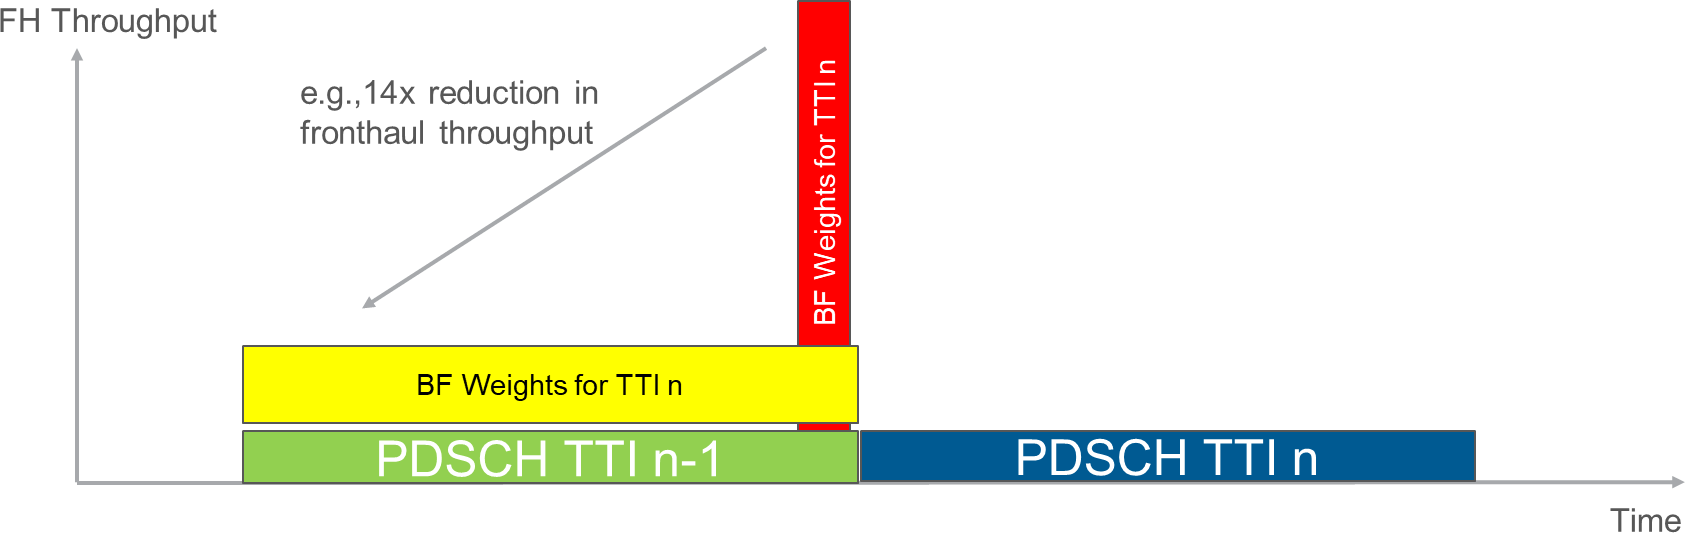 FH Throughput
e.g.,14x reduction in
fronthaul throughput
BF Weights for TTI n
BF Weights for TTI n
PDSCH TTI n-1
PDSCH TTI n
Time